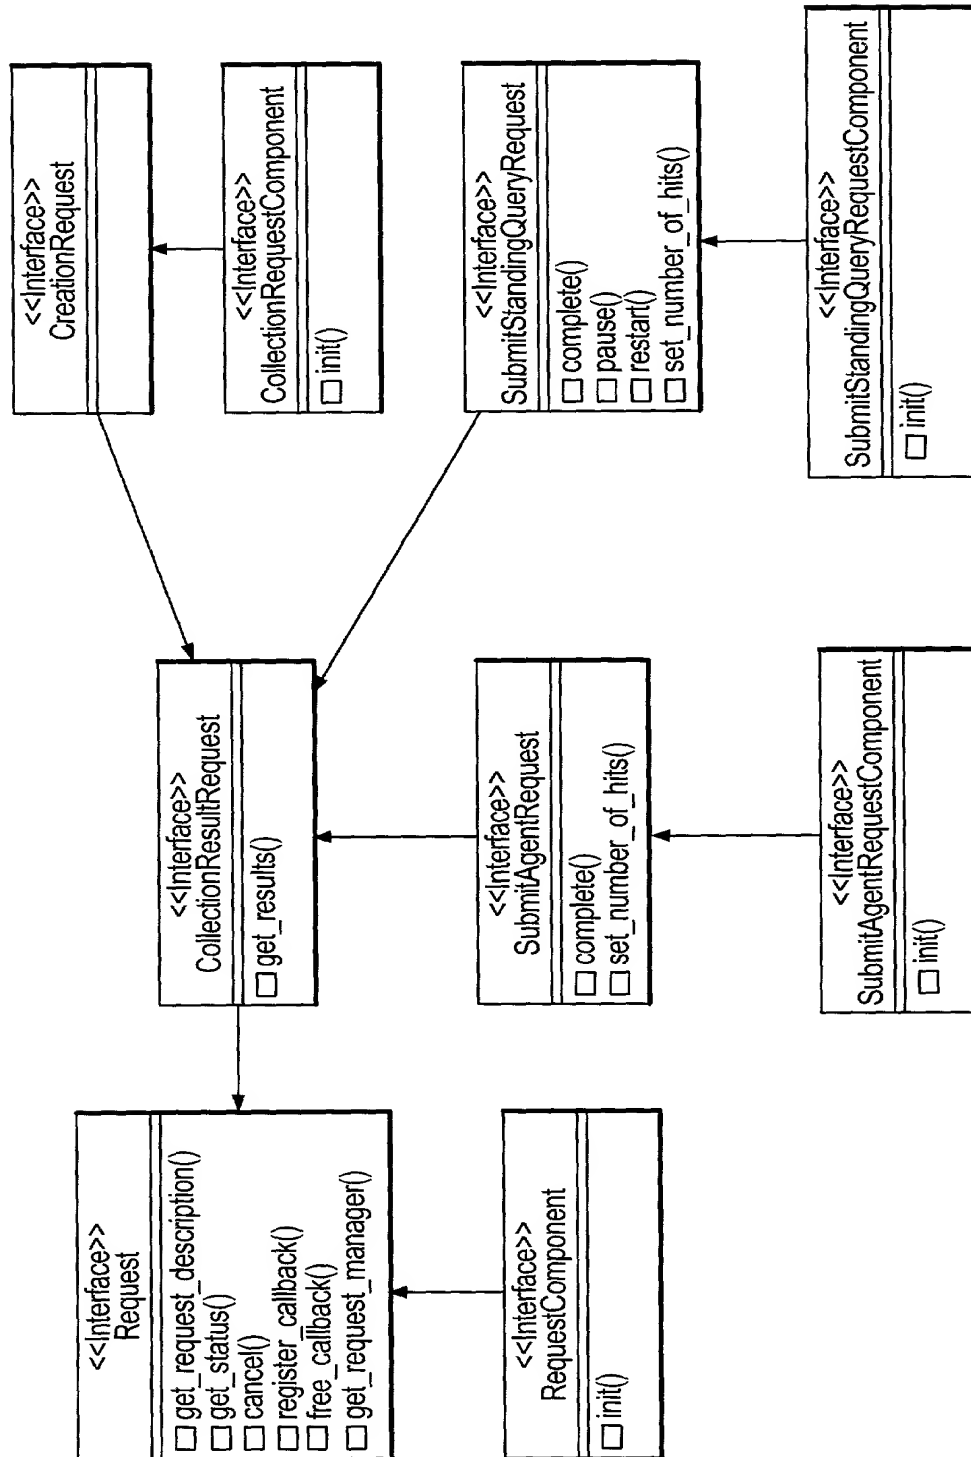 <<Interface>>
Request
get_request_description()
get_status()
cancel()
register_callback()
free_callback()
get_request_manager()
<<Interface>>
RequestComponent
init()
<<Interface>>
CollectionResultRequest
get_results()
<<Interface>>
SubmitAgentRequest
complete()
set_number_of_hits()
<<Interface>>
SubmitAgentRequestComponent
init()
<<Interface>>
CreationRequest
<<Interface>>
CollectionRequestComponent
init()
<<Interface>>
SubmitStandingQueryRequest
complete()
pause()
restart()
set_number_of_hits()
<<Interface>>
SubmitStandingQueryRequestComponent
init()